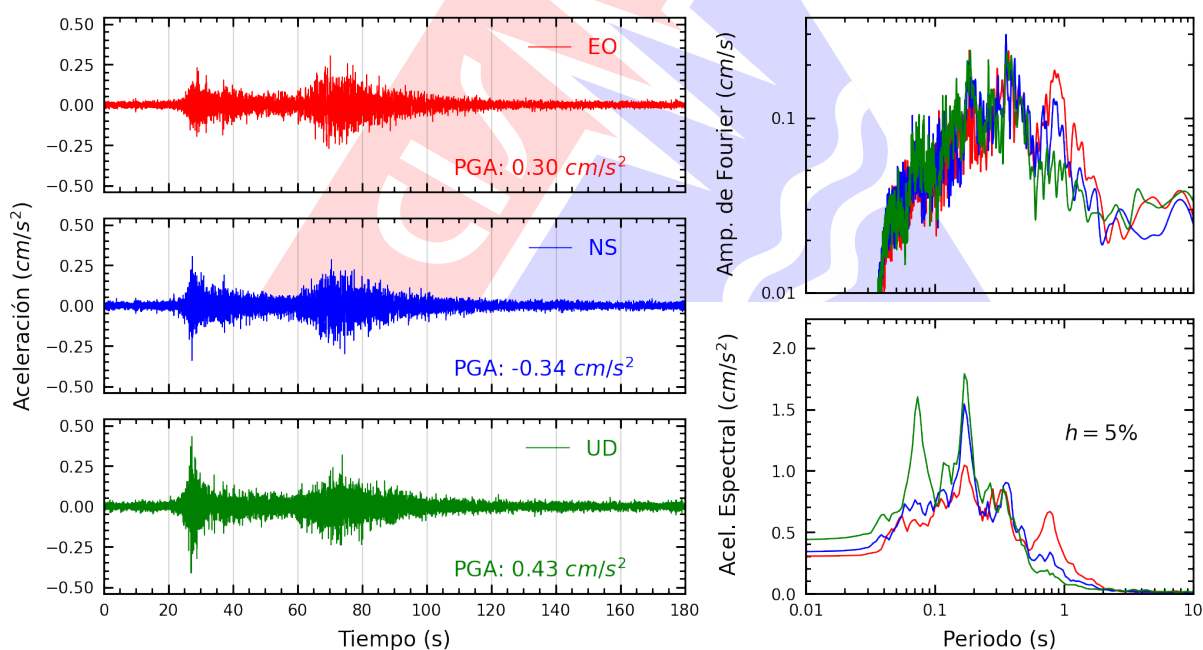 0.50
0.25
0.00
−0.25
−0.50
EO
PGA: 0.30 cm/s²
0.50
0.25
0.00
−0.25
−0.50
NS
PGA: -0.34 cm/s²
0.50
0.25
0.00
−0.25
−0.50
UD
PGA: 0.43 cm/s²
0 20 40 60 80 100 120 140 160 180
Tiempo (s)
Aceleración (cm/s²)
0.1
0.01
Amp. de Fourier (cm/s)
2.0
1.5
1.0
0.5
0.0
h = 5%
0.01 0.1 1 10
Periodo (s)
Acel. Espectral (cm/s²)